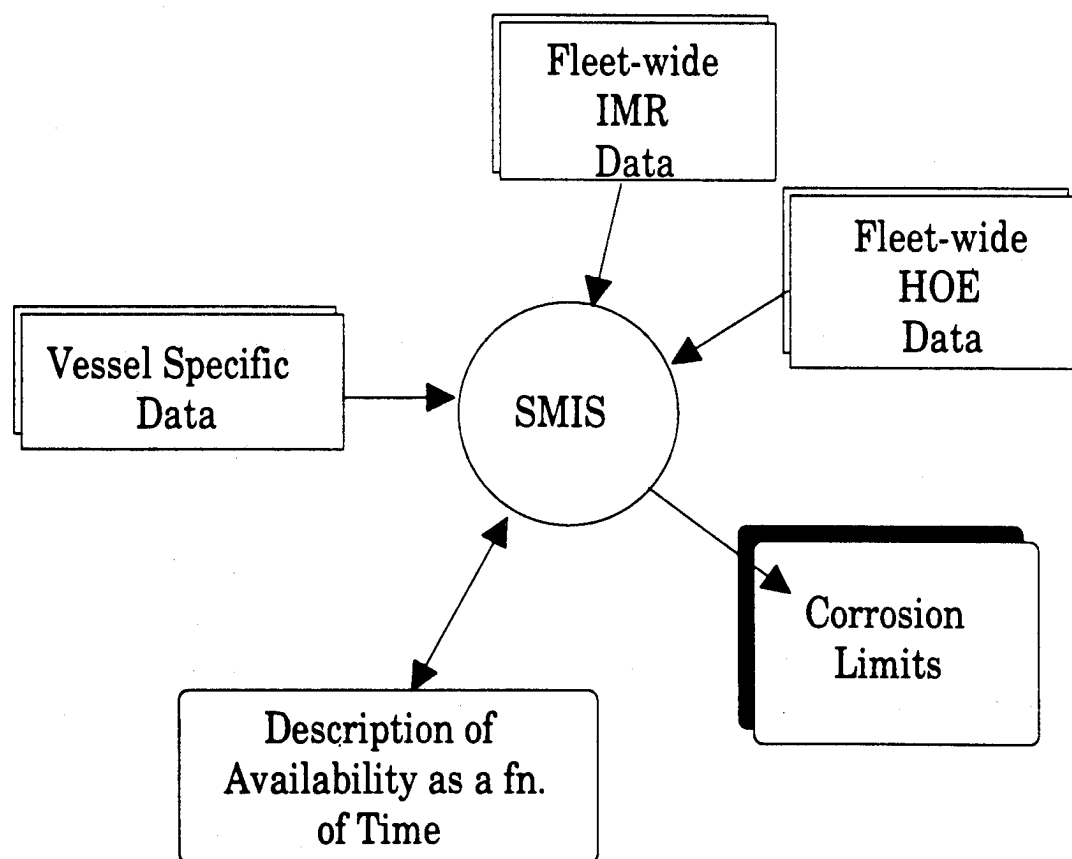 Fleet-wide
IMR
Data
Fleet-wide
HOE
Data
Vessel Specific
Data
SMIS
Corrosion
Limits
Description of
Availability as a fn.
of Time